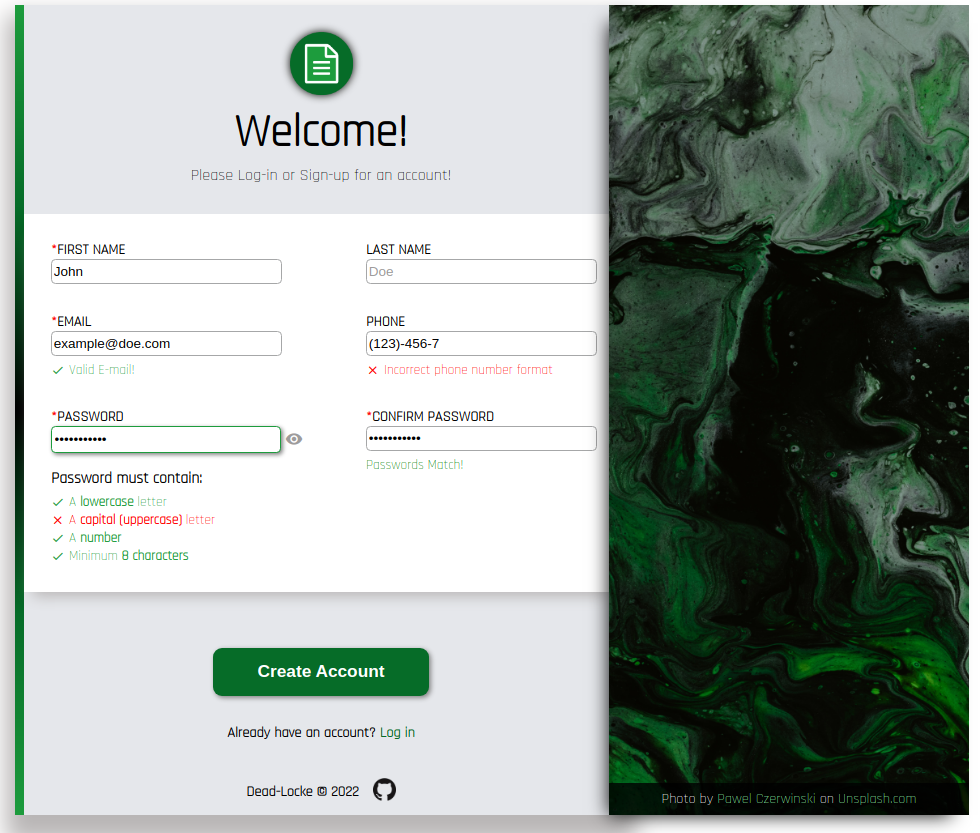 Welcome!
Please Log-in or Sign-up for an account!
*FIRST NAME
John
LAST NAME
Doe
*EMAIL
example@doe.com
✓ Valid E-mail!
PHONE
(123)-456-7
✕ Incorrect phone number format
*PASSWORD
•••••••••••
*CONFIRM PASSWORD
•••••••••••
Passwords Match!
Password must contain:
✓ A lowercase letter
✕ A capital (uppercase) letter
✓ A number
✓ Minimum 8 characters
Create Account
Already have an account? Log in
Dead-Locke © 2022
Photo by Pawel Czerwinski on Unsplash.com